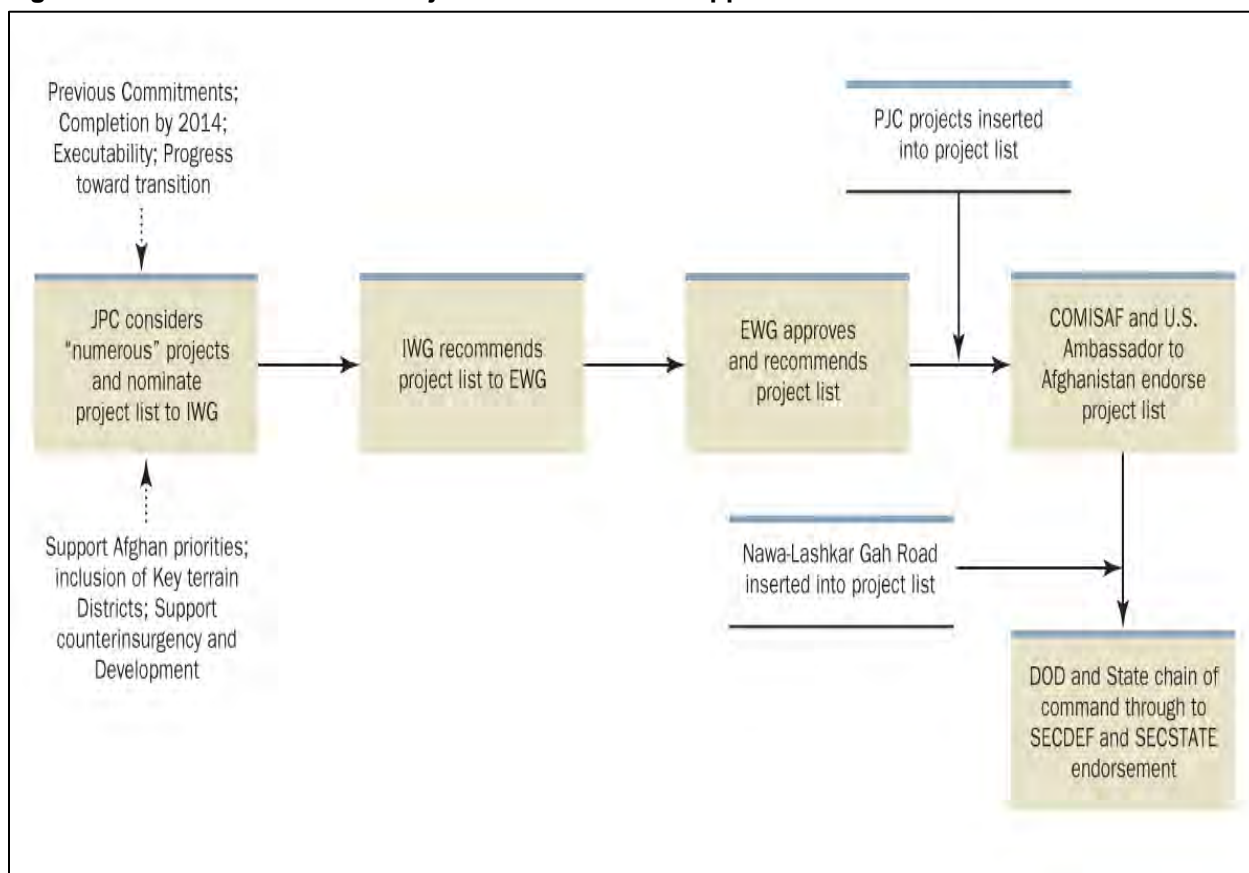 Previous Commitments;
Completion by 2014;
Executability; Progress
toward transition
PJC projects inserted
into project list
JPC considers
"numerous" projects
and nominate
project list to IWG
IWG recommends
project list to EWG
EWG approves
and recommends
project list
COMISAF and U.S.
Ambassador to
Afghanistan endorse
project list
Support Afghan priorities;
inclusion of Key terrain
Districts; Support
counterinsurgency and
Development
Nawa-Lashkar Gah Road
inserted into project list
DOD and State chain of
command through to
SECDEF and SECSTATE
endorsement